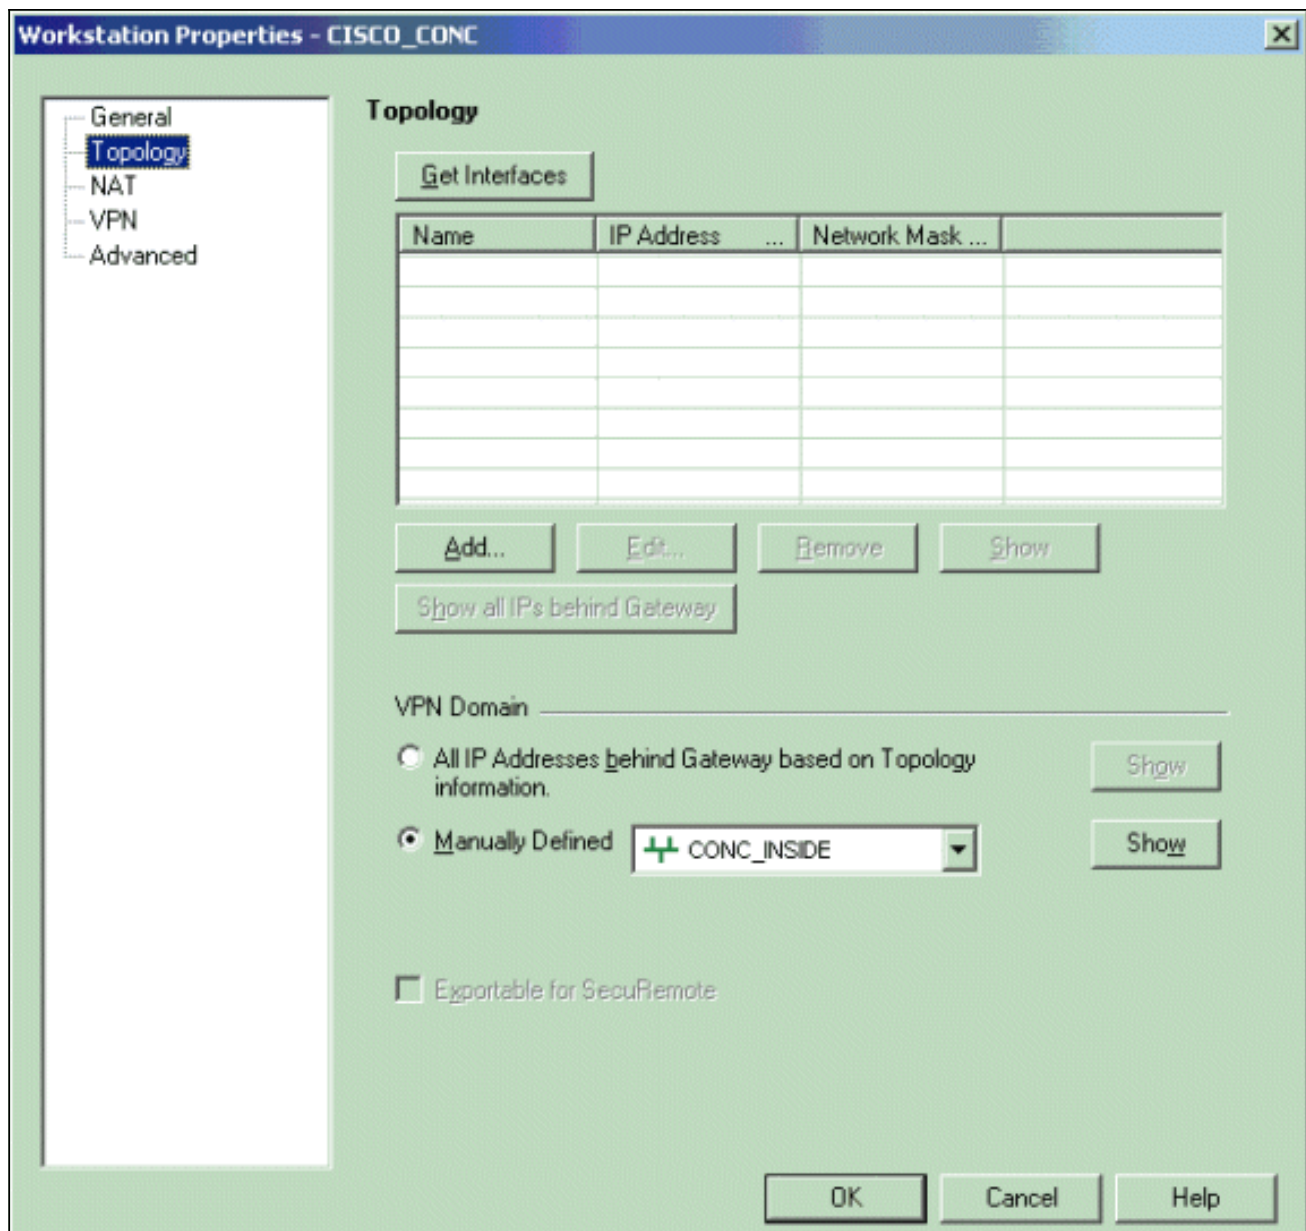 Workstation Properties - CISCO_CONC
General
Topology
NAT
VPN
Advanced
Topology
Get Interfaces
Name IP Address ... Network Mask ...
Add... Edit... Remove Show
Show all IPs behind Gateway
VPN Domain
All IP Addresses behind Gateway based on Topology
information.
Show
Manually Defined CONC_INSIDE Show
Exportable for SecuRemote
OK Cancel Help